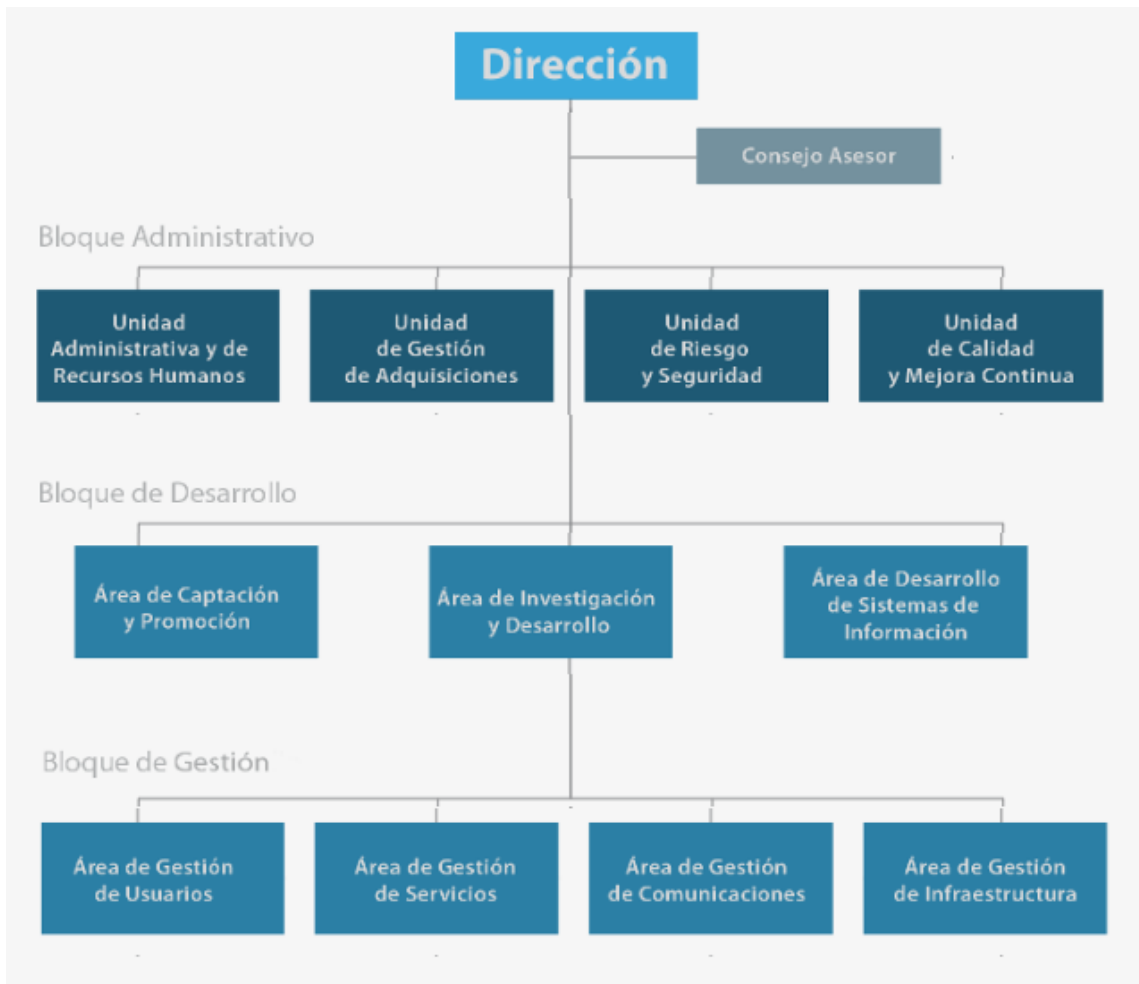 Dirección
Consejo Asesor
Bloque Administrativo
Unidad
Administrativa y de
Recursos Humanos
Unidad
de Gestión
de Adquisiciones
Unidad
de Riesgo
y Seguridad
Unidad
de Calidad
y Mejora Continua
Bloque de Desarrollo
Área de Captación
y Promoción
Área de Investigación
y Desarrollo
Área de Desarrollo
de Sistemas de
Información
Bloque de Gestión
Área de Gestión
de Usuarios
Área de Gestión
de Servicios
Área de Gestión
de Comunicaciones
Área de Gestión
de Infraestructura